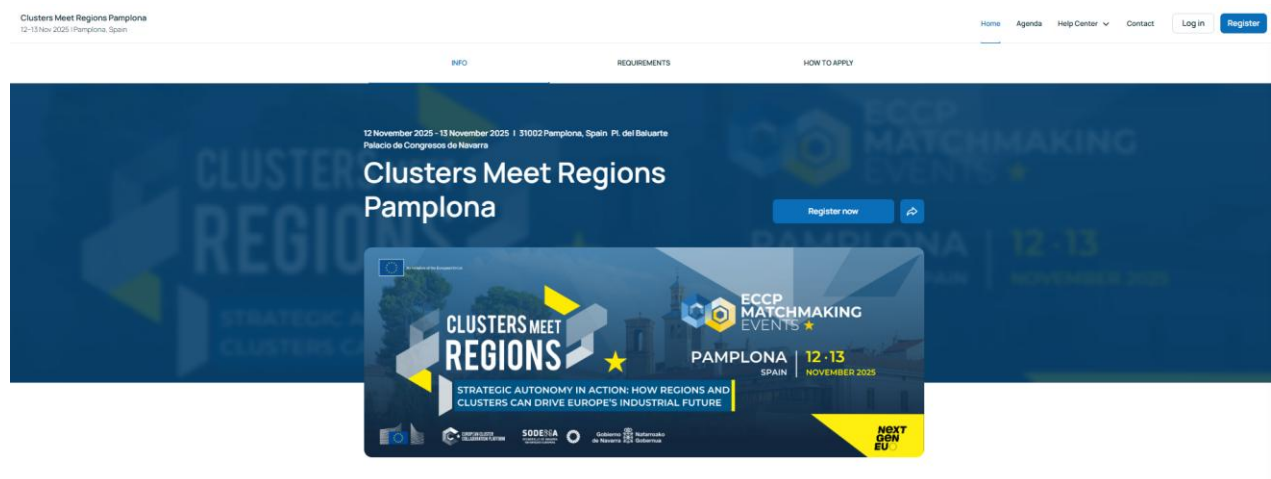 Clusters Meet Regions Pamplona
12-13 Nov 2025 | Pamplona, Spain
Home Agenda Help Center Contact Log in Register
INFO REQUIREMENTS HOW TO APPLY
12 November 2025 - 13 November 2025 | 31002 Pamplona, Spain Pl. del Baluarte
Palacio de Congresos de Navarra
Clusters Meet Regions
Pamplona
Register now
CLUSTERS MEET
REGIONS
ECCP
MATCHMAKING
EVENTS
PAMPLONA
SPAIN
12·13
NOVEMBER 2025
STRATEGIC AUTONOMY IN ACTION: HOW REGIONS AND
CLUSTERS CAN DRIVE EUROPE'S INDUSTRIAL FUTURE
EUROPEAN CLUSTER
COLLABORATION PLATFORM
SODENA
Gobierno de Navarra
Nafarroako Gobernua
NEXT
GEN
EU